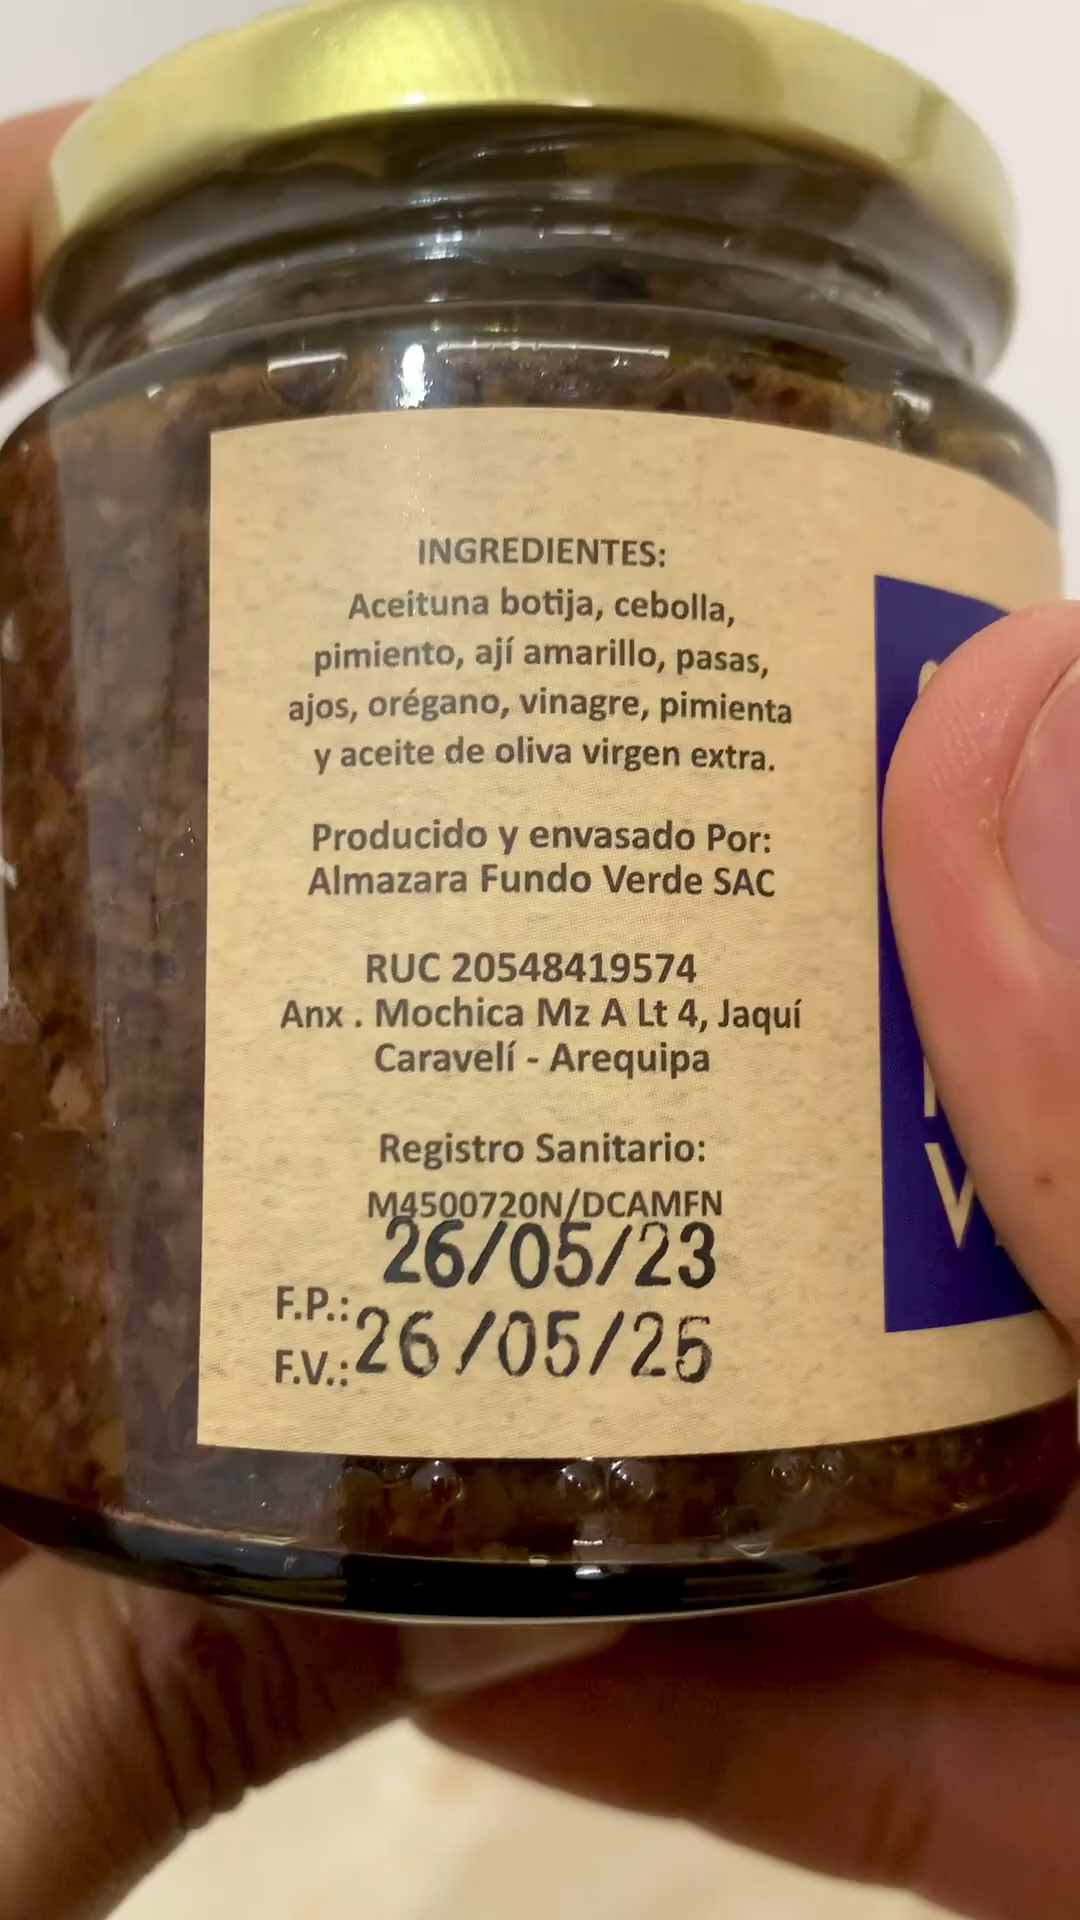 INGREDIENTES:
Aceituna botija, cebolla,
pimiento, ají amarillo, pasas,
ajos, orégano, vinagre, pimienta
y aceite de oliva virgen extra.
Producido y envasado Por:
Almazara Fundo Verde SAC
RUC 20548419574
Anx . Mochica Mz A Lt 4, Jaquí
Caravelí - Arequipa
Registro Sanitario:
M4500720N/DCAMFN
F.P.: 26/05/23
F.V.: 26/05/25